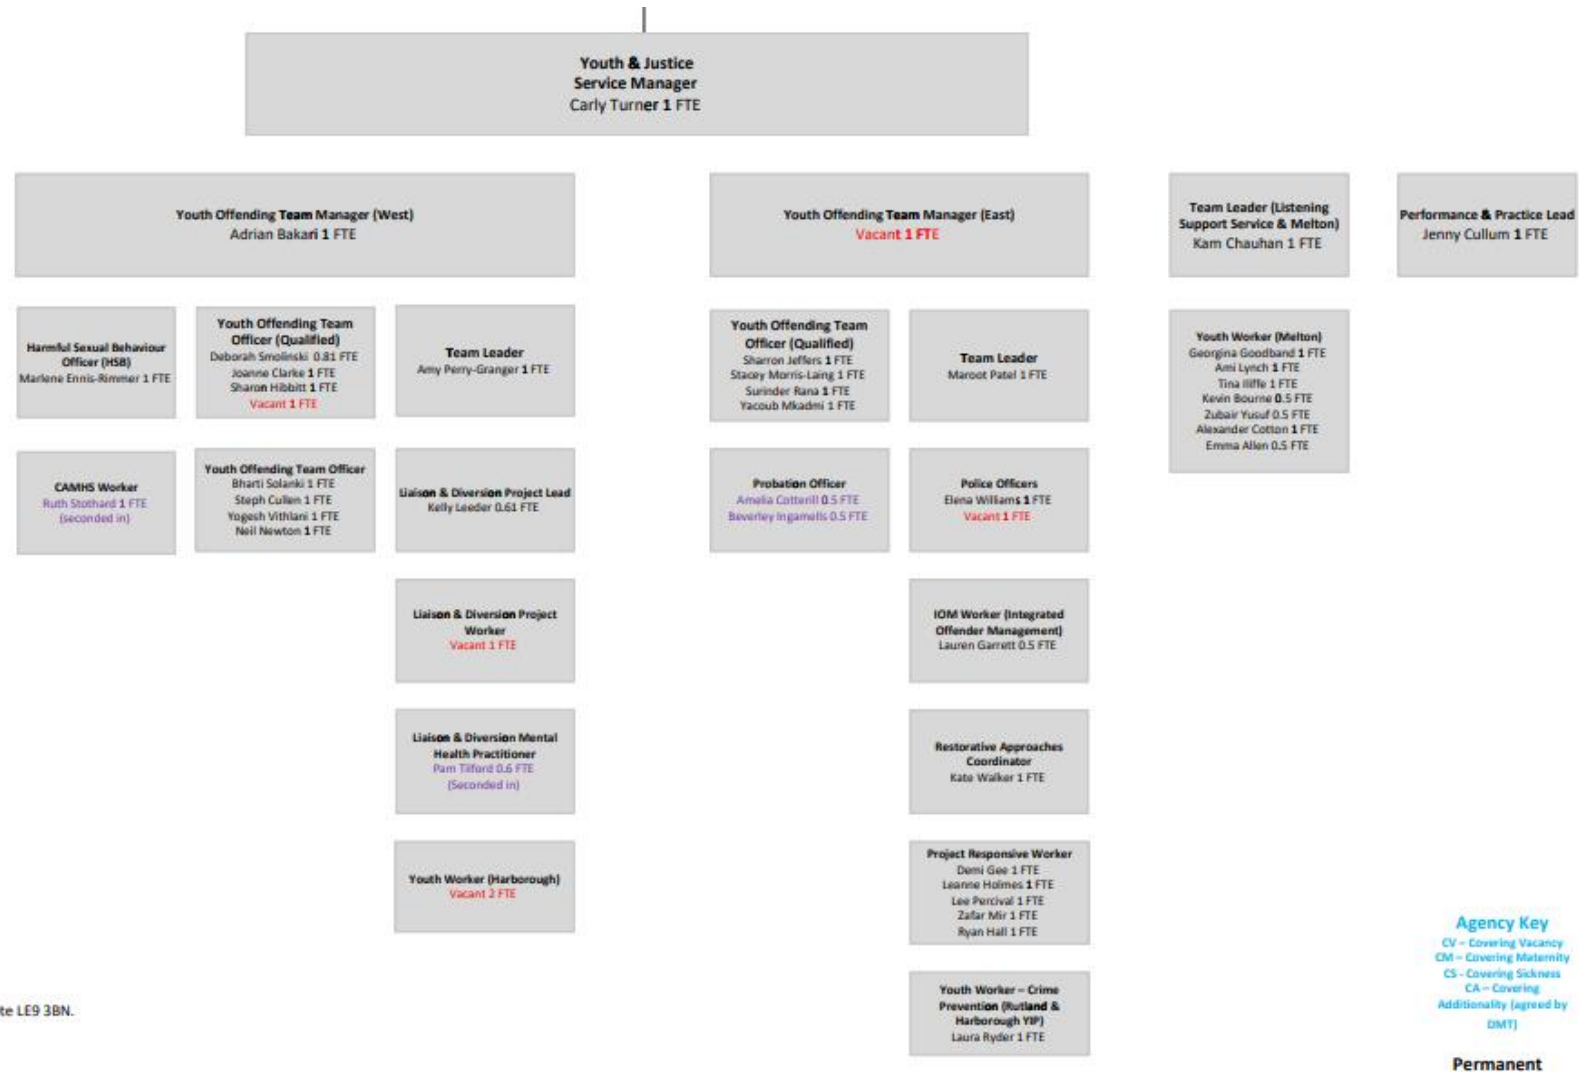 Youth & Justice
Service Manager
Carly Turner 1 FTE
Youth Offending Team Manager (West)
Adrian Bakari 1 FTE
Youth Offending Team Manager (East)
Vacant 1 FTE
Team Leader (Listening
Support Service & Melton)
Kam Chauhan 1 FTE
Performance & Practice Lead
Jenny Cullum 1 FTE
Harmful Sexual Behaviour
Officer (HSB)
Marlene Ennis-Rimmer 1 FTE
Youth Offending Team
Officer (Qualified)
Deborah Smolinski 0.81 FTE
Joanne Clarke 1 FTE
Sharon Hibbitt 1 FTE
Vacant 1 FTE
Team Leader
Amy Perry-Granger 1 FTE
Youth Offending Team
Officer (Qualified)
Sharron Jeffers 1 FTE
Stacey Morris-Laing 1 FTE
Surinder Rana 1 FTE
Yacoub Mkadmi 1 FTE
Team Leader
Maroot Patel 1 FTE
Youth Worker (Melton)
Georgina Goodband 1 FTE
Ami Lynch 1 FTE
Tina Iliffe 1 FTE
Kevin Bourne 0.5 FTE
Zubair Yusuf 0.5 FTE
Alexander Cotton 1 FTE
Emma Allen 0.5 FTE
CAMHS Worker
Ruth Stothard 1 FTE
(seconded in)
Youth Offending Team Officer
Bharti Solanki 1 FTE
Steph Cullen 1 FTE
Yogesh Vithlani 1 FTE
Neil Newton 1 FTE
Liaison & Diversion Project Lead
Kelly Leeder 0.61 FTE
Probation Officer
Amelia Cotterill 0.5 FTE
Beverley Ingamells 0.5 FTE
Police Officers
Elena Williams 1 FTE
Vacant 1 FTE
Liaison & Diversion Project
Worker
Vacant 1 FTE
IOM Worker (Integrated
Offender Management)
Lauren Garrett 0.5 FTE
Liaison & Diversion Mental
Health Practitioner
Pam Tilford 0.6 FTE
(Seconded in)
Restorative Approaches
Coordinator
Kate Walker 1 FTE
Youth Worker (Harborough)
Vacant 2 FTE
Project Responsive Worker
Demi Gee 1 FTE
Leanne Holmes 1 FTE
Lee Percival 1 FTE
Zafar Mir 1 FTE
Ryan Hall 1 FTE
Youth Worker – Crime
Prevention (Rutland &
Harborough YIP)
Laura Ryder 1 FTE
Agency Key
CV – Covering Vacancy
CM – Covering Maternity
CS - Covering Sickness
CA – Covering
Additionality (agreed by
DMT)
Permanent
te LE9 3BN.